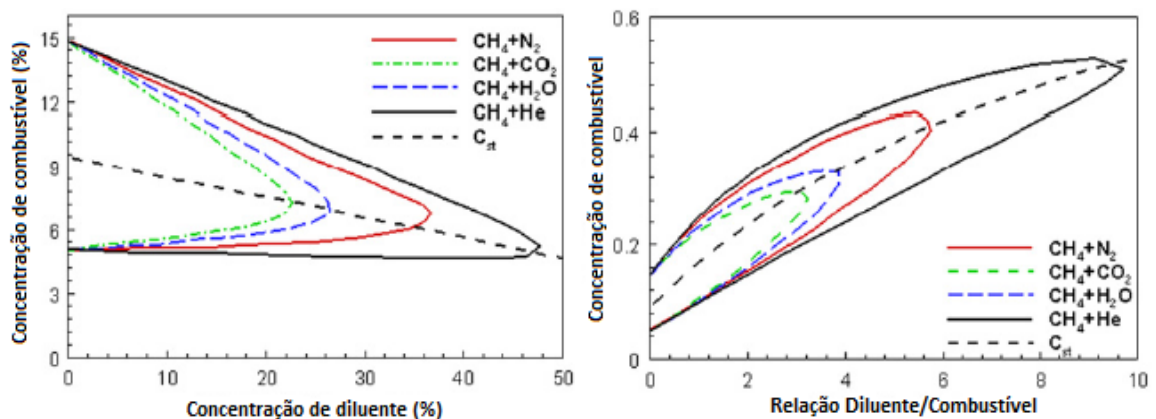 Concentração de combustível (%)
15
12
9
6
3
0
0 10 20 30 40 50
Concentração de diluente (%)
CH₄+N₂
CH₄+CO₂
CH₄+H₂O
CH₄+He
Cₛₜ
Concentração de combustível
0.6
0.4
0.2
0
0 2 4 6 8 10
Relação Diluente/Combustível
CH₄+N₂
CH₄+CO₂
CH₄+H₂O
CH₄+He
Cₛₜ